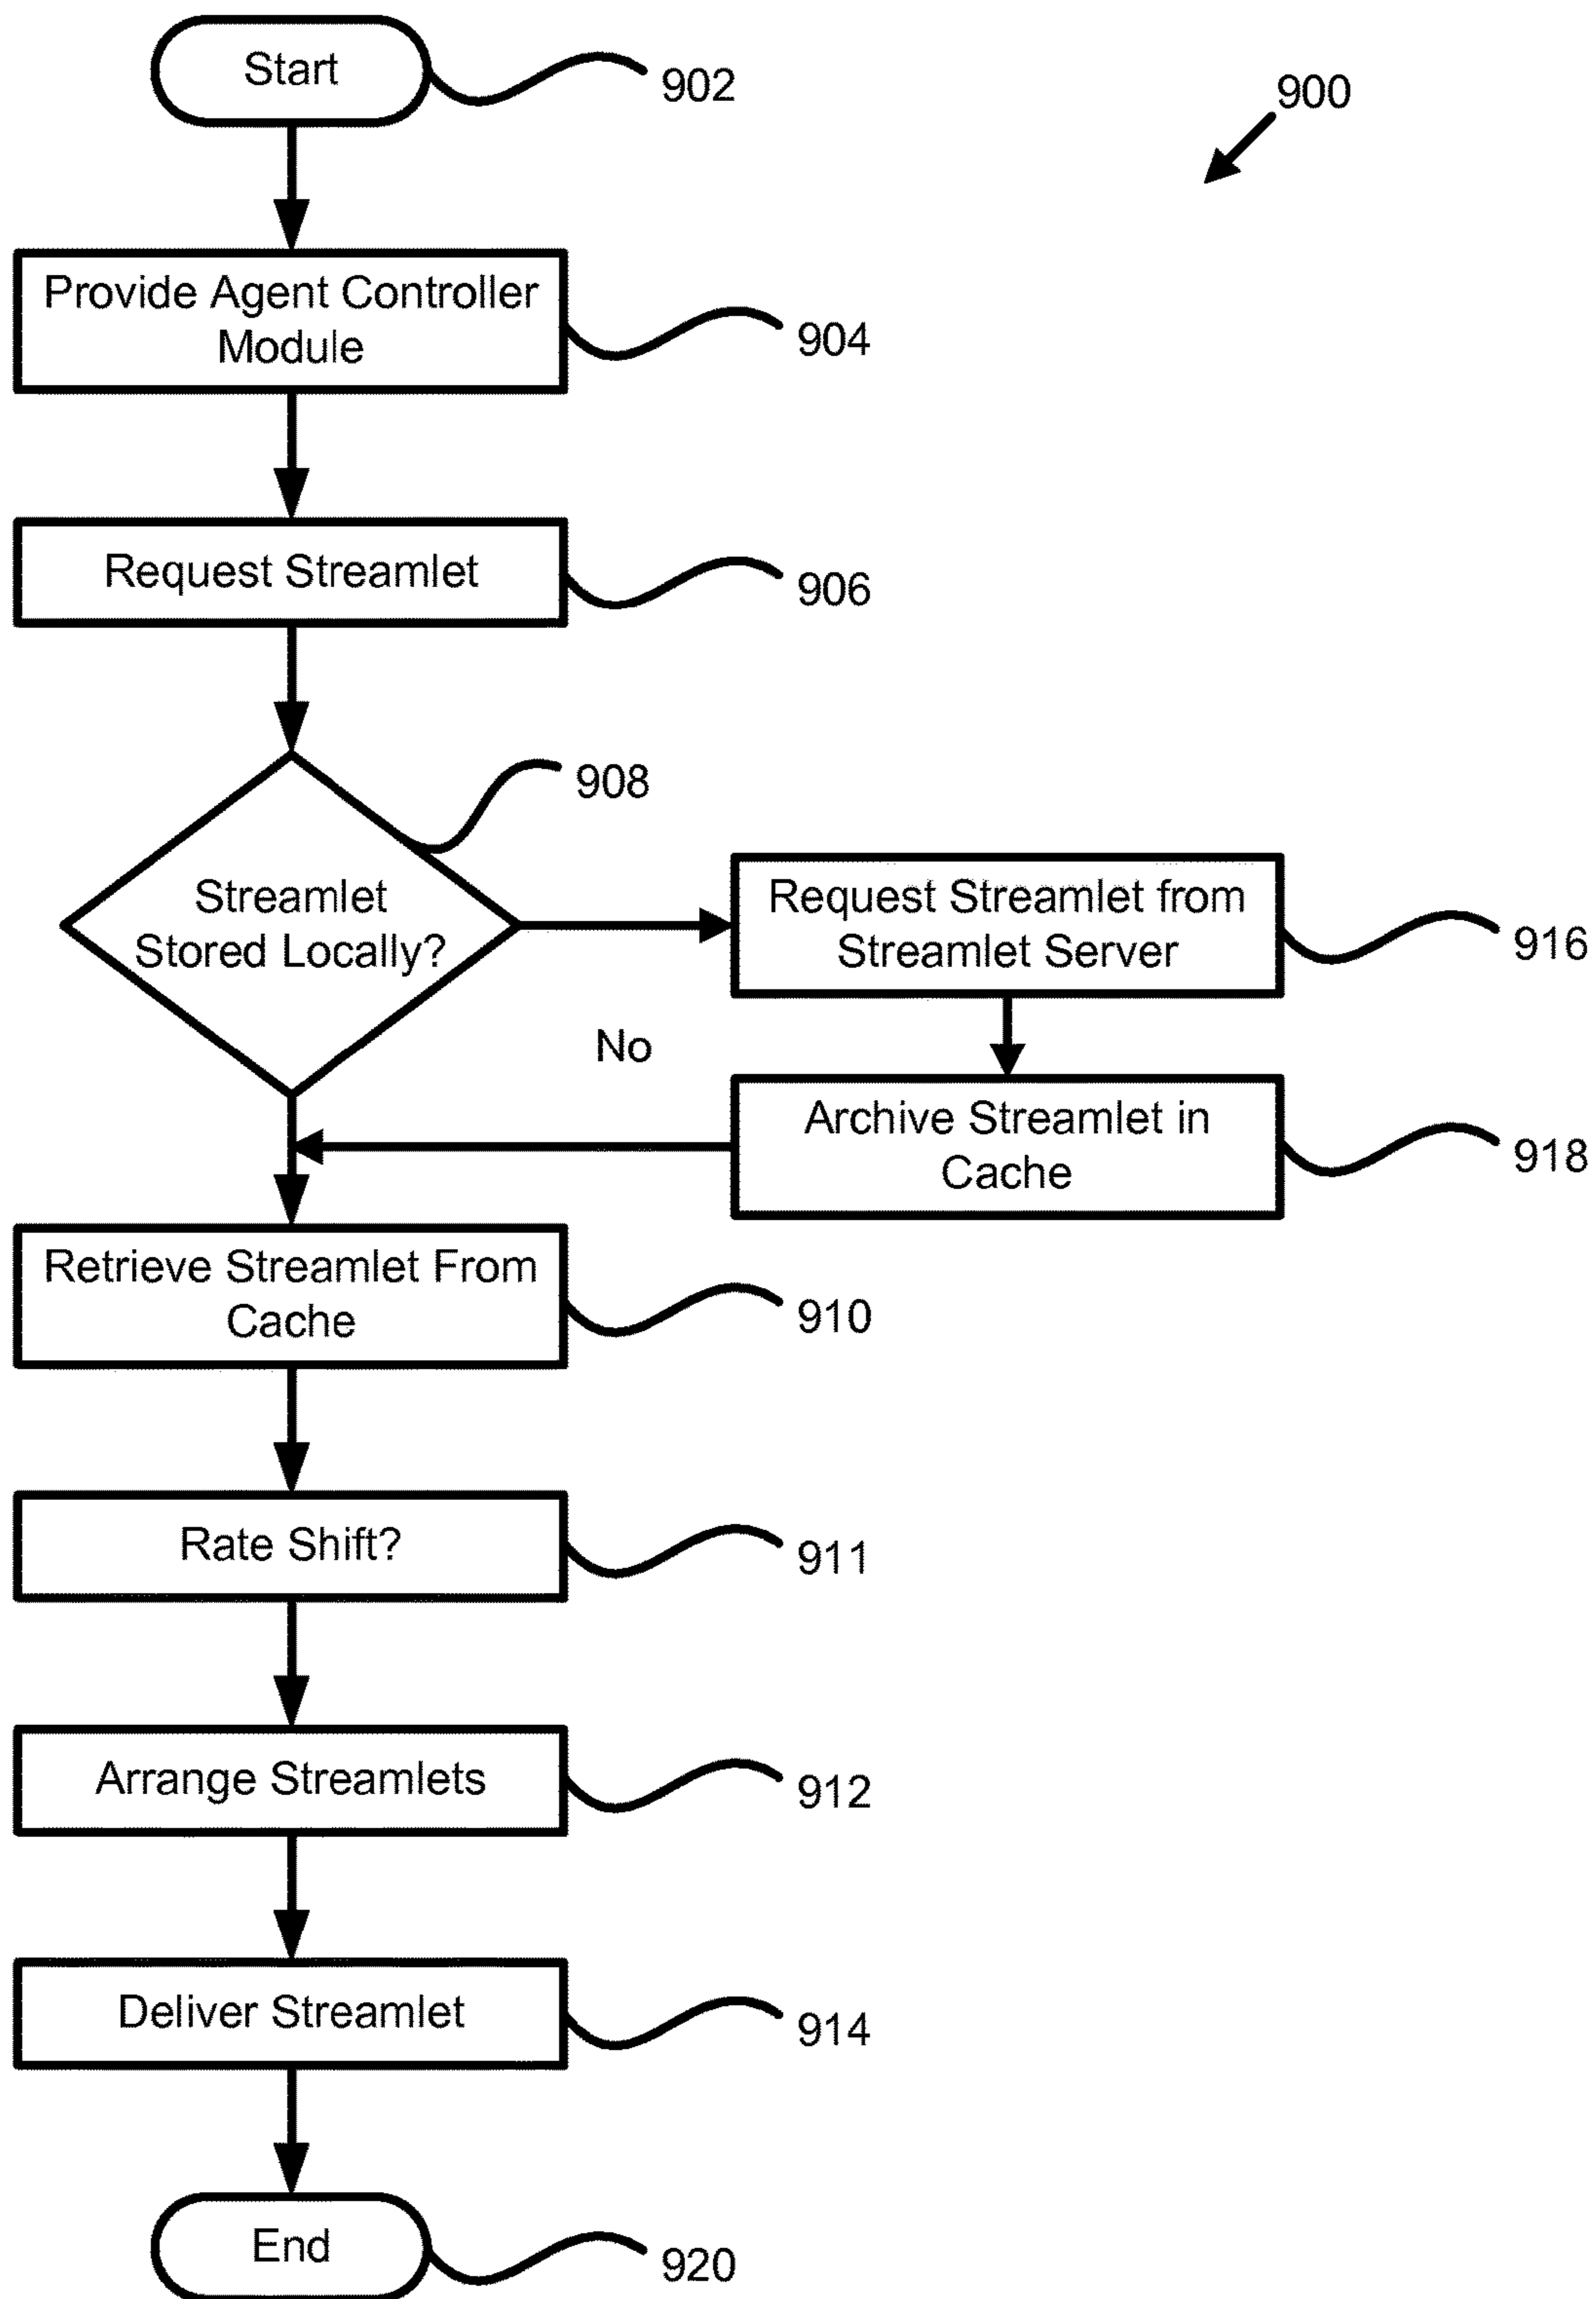 Start
902
900
Provide Agent Controller
Module
904
Request Streamlet
906
908
Streamlet
Stored Locally?
Request Streamlet from
Streamlet Server
916
No
Archive Streamlet in
Cache
918
Retrieve Streamlet From
Cache
910
Rate Shift?
911
Arrange Streamlets
912
Deliver Streamlet
914
End
920